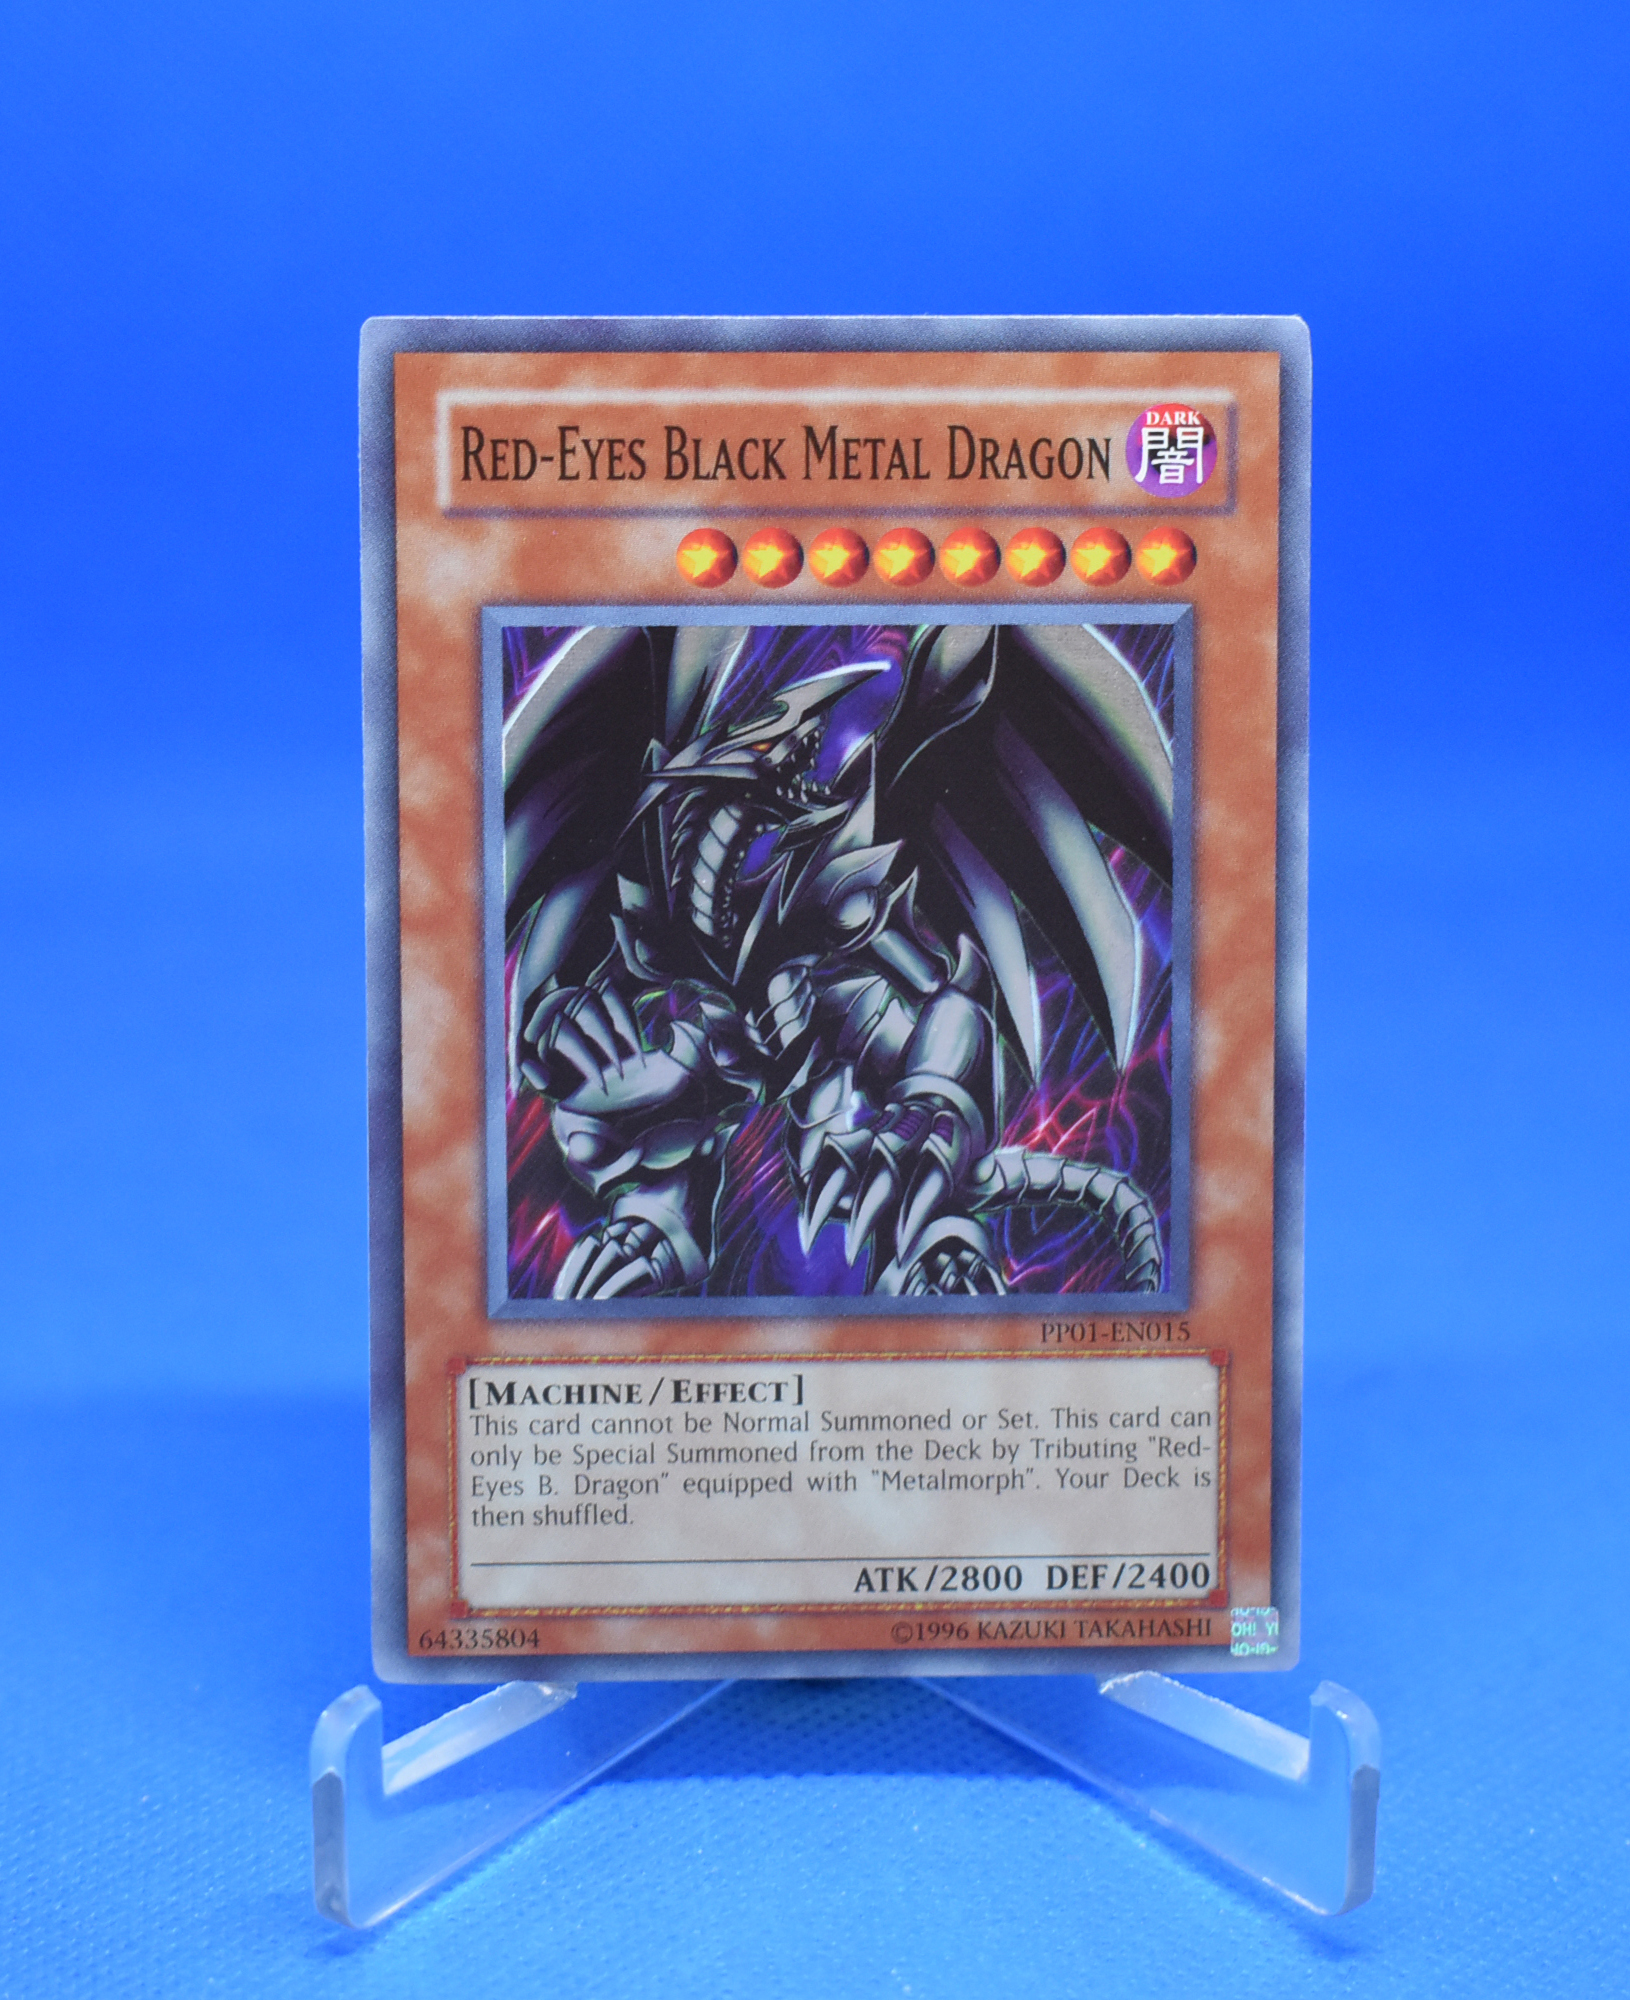 RED-EYES BLACK METAL DRAGON
DARK
闇
PP01-EN015
[MACHINE/EFFECT]
This card cannot be Normal Summoned or Set. This card can
only be Special Summoned from the Deck by Tributing "Red-
Eyes B. Dragon" equipped with "Metalmorph". Your Deck is
then shuffled.
ATK/2800 DEF/2400
64335804
©1996 KAZUKI TAKAHASHI
OH! YI